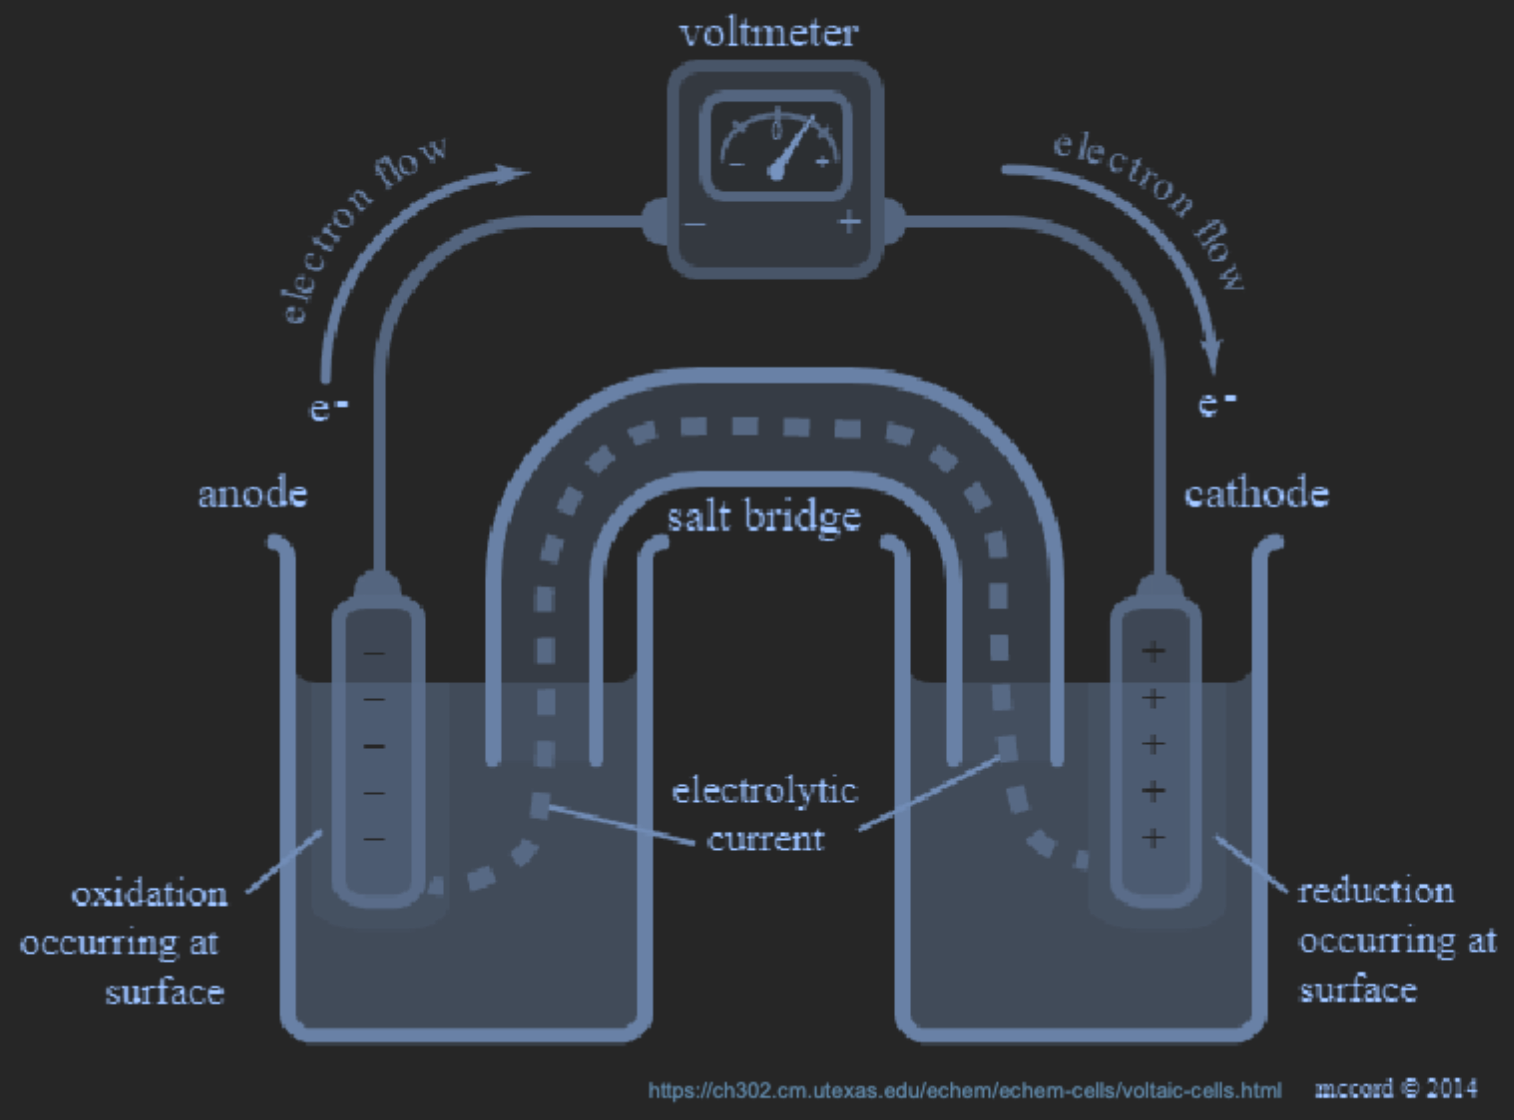 voltmeter
electron flow
electron flow
0
− +
− +
e-
e-
anode
cathode
salt bridge
− +
− +
− +
− +
− +
electrolytic
current
oxidation
occurring at
surface
reduction
occurring at
surface
https://ch302.cm.utexas.edu/echem/echem-cells/voltaic-cells.html
mccord © 2014